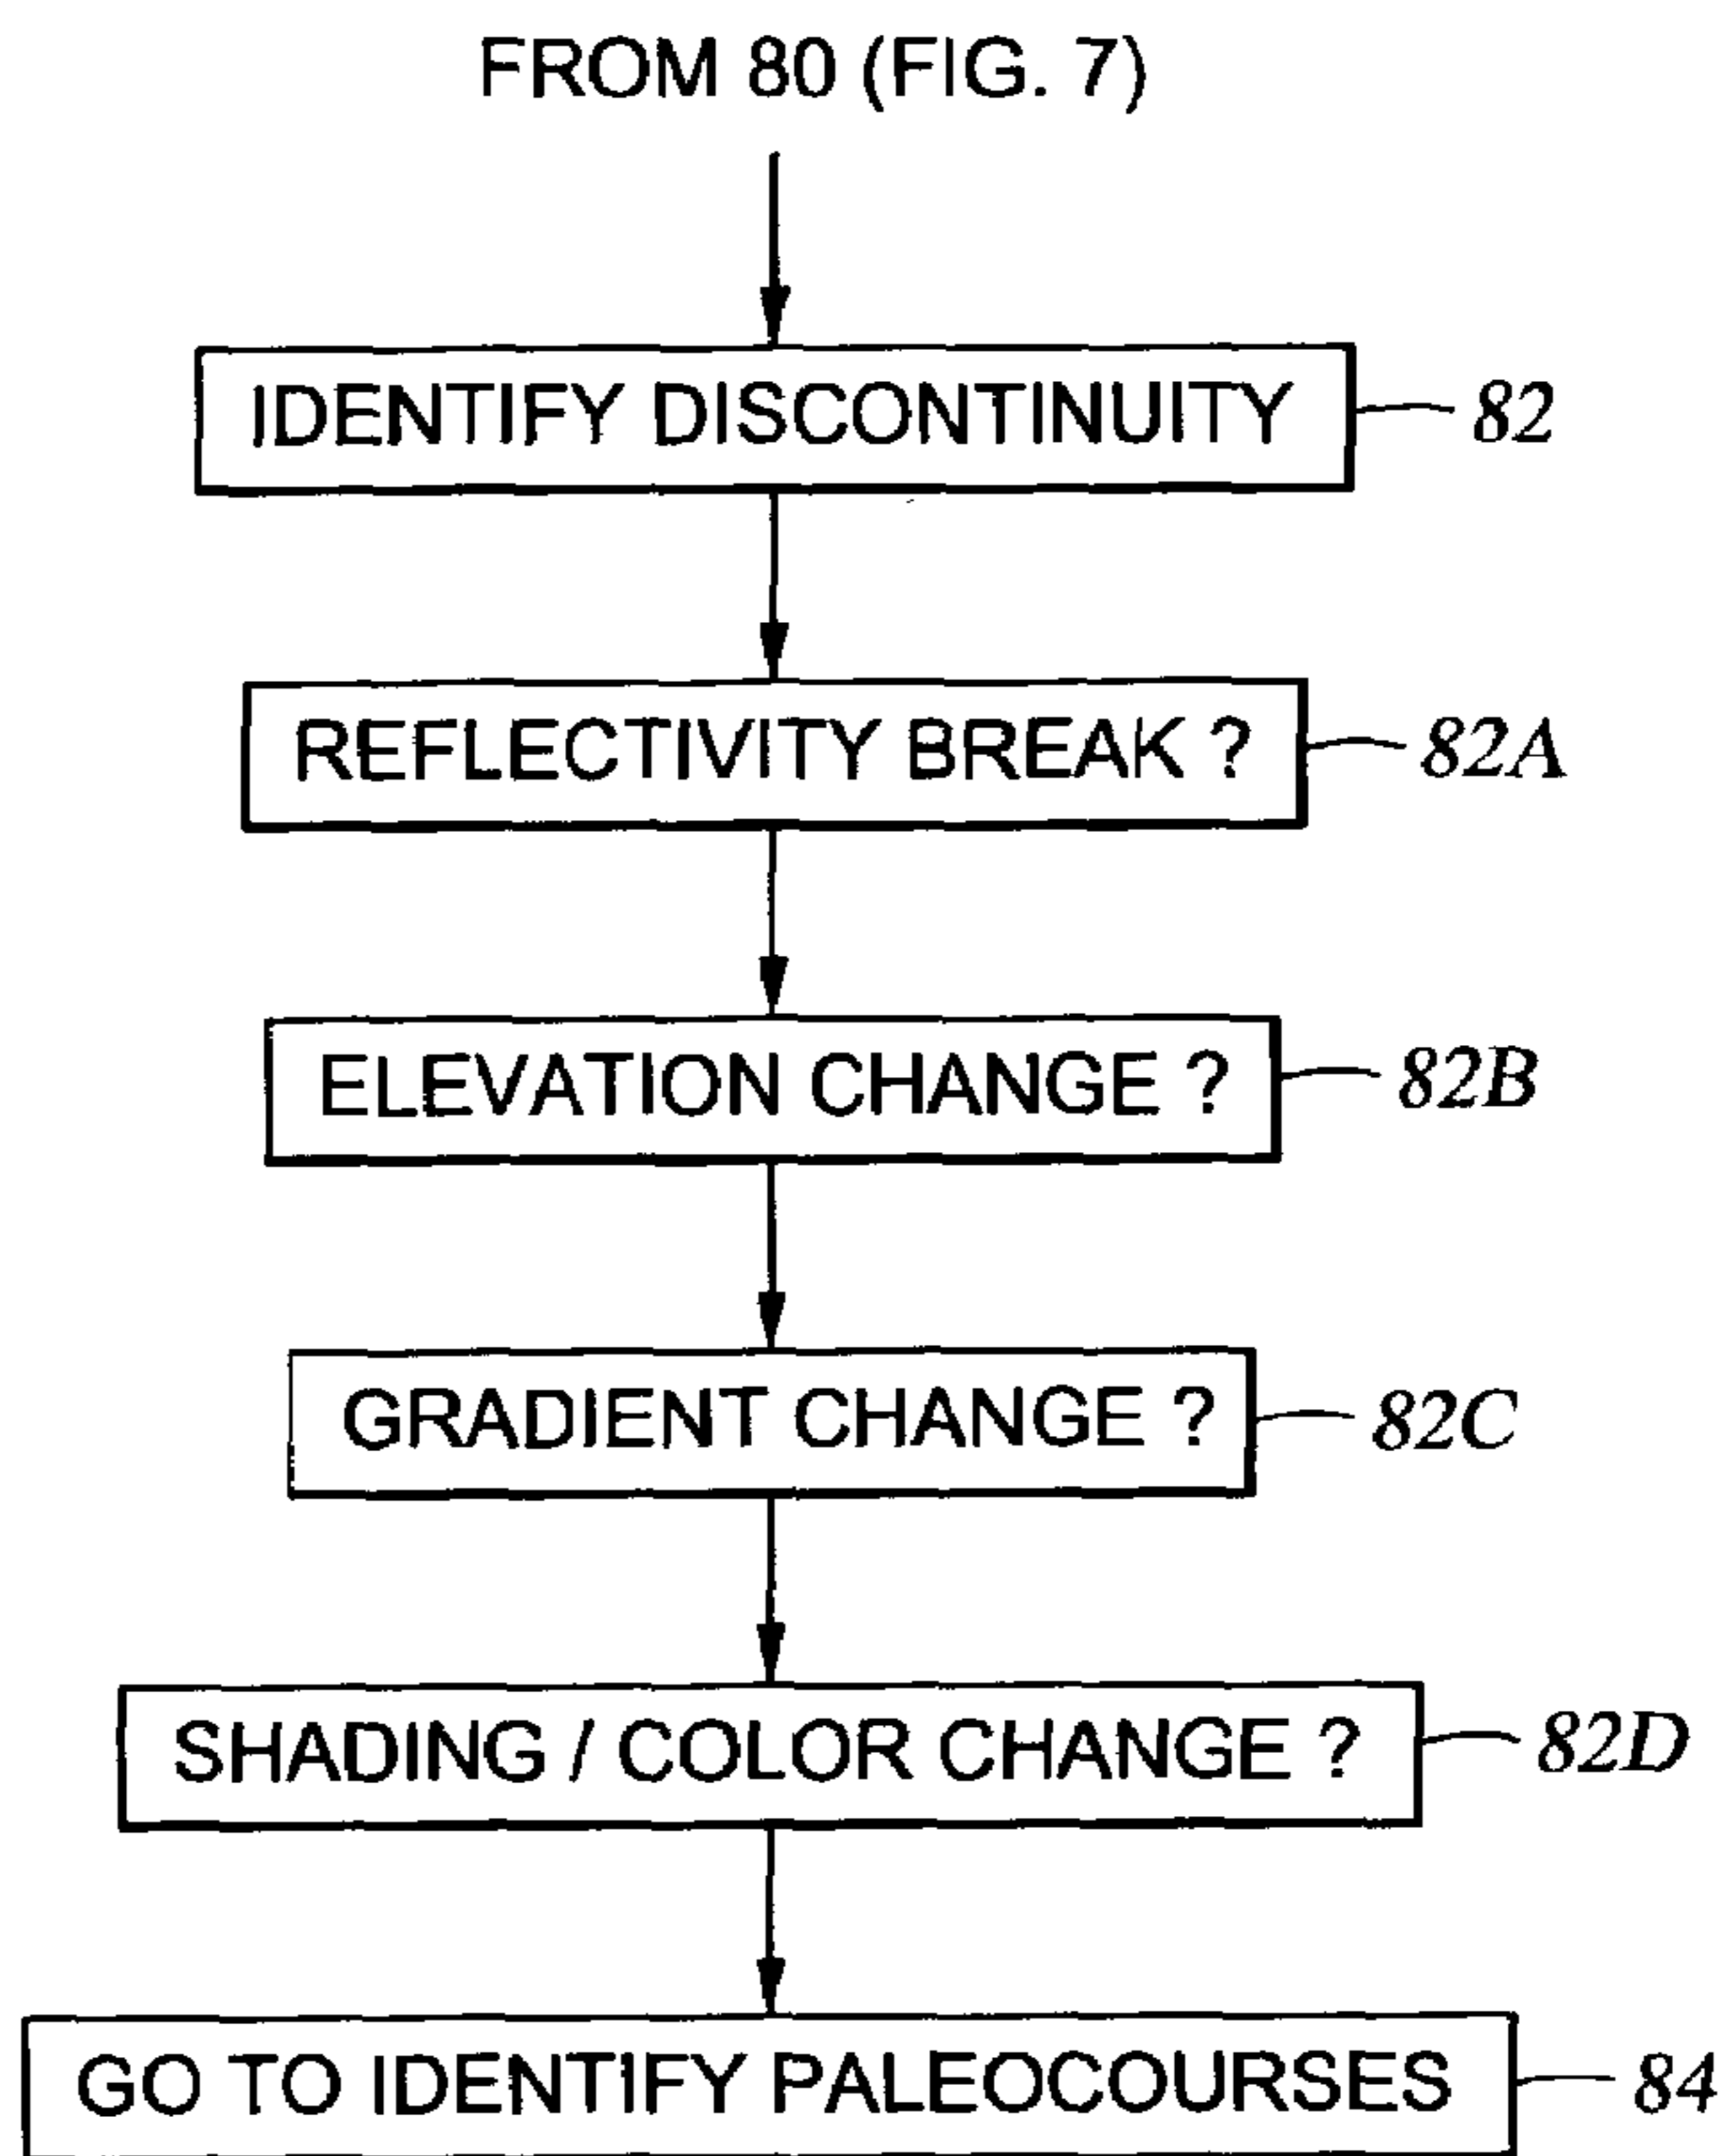 FROM 80 (FIG. 7)
IDENTIFY DISCONTINUITY 82
REFLECTIVITY BREAK ? 82A
ELEVATION CHANGE ? 82B
GRADIENT CHANGE ? 82C
SHADING / COLOR CHANGE ? 82D
GO TO IDENTIFY PALEOCOURSES 84